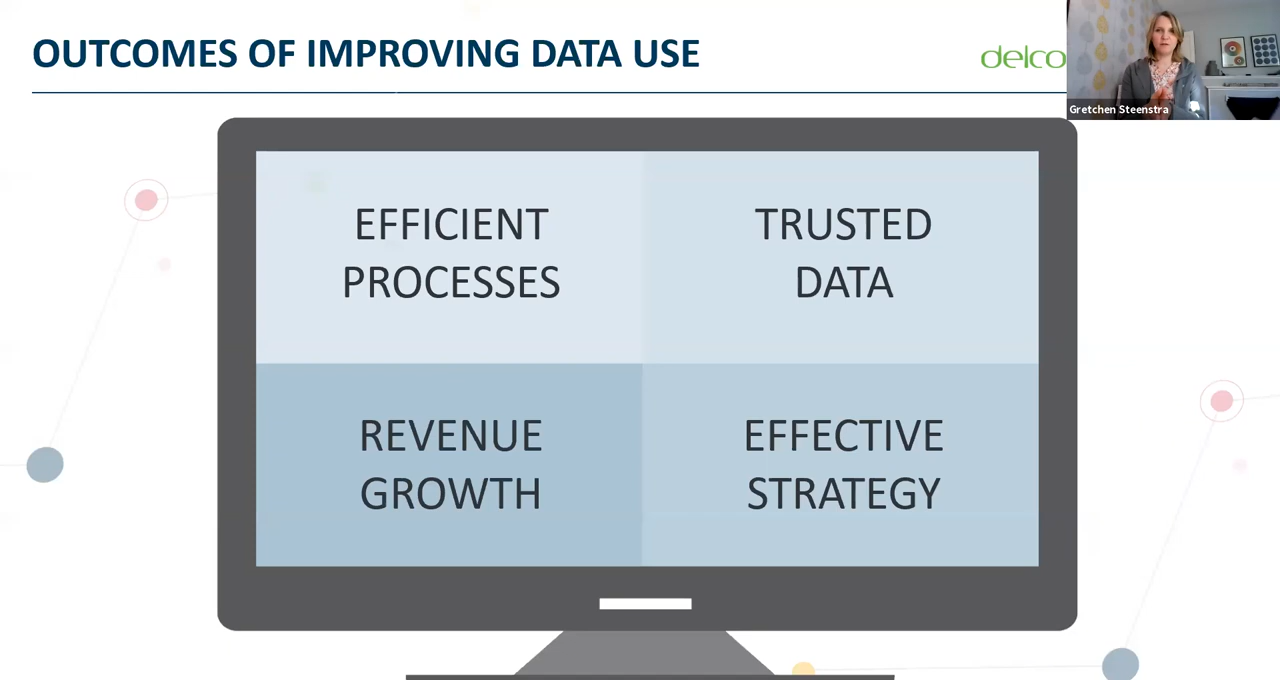 OUTCOMES OF IMPROVING DATA USE
delco
Gretchen Steenstra
EFFICIENT
PROCESSES
TRUSTED
DATA
REVENUE
GROWTH
EFFECTIVE
STRATEGY